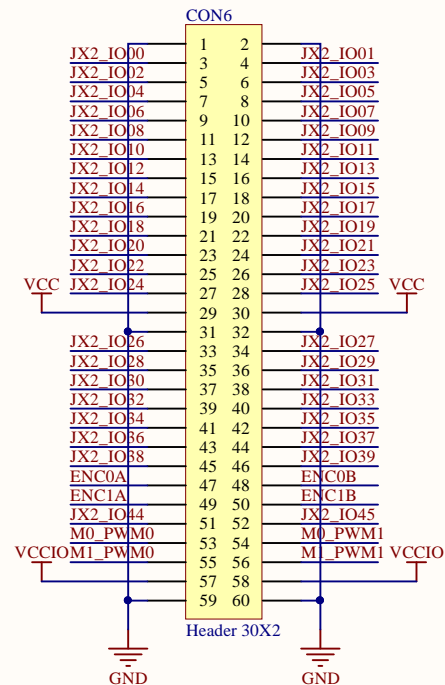 CON6
1 2
JX2_IO00 3 4 JX2_IO01
JX2_IO02 5 6 JX2_IO03
JX2_IO04 7 8 JX2_IO05
JX2_IO06 9 10 JX2_IO07
JX2_IO08 11 12 JX2_IO09
JX2_IO10 13 14 JX2_IO11
JX2_IO12 15 16 JX2_IO13
JX2_IO14 17 18 JX2_IO15
JX2_IO16 19 20 JX2_IO17
JX2_IO18 21 22 JX2_IO19
JX2_IO20 23 24 JX2_IO21
JX2_IO22 25 26 JX2_IO23
VCC JX2_IO24 27 28 JX2_IO25 VCC
29 30
31 32
JX2_IO26 33 34 JX2_IO27
JX2_IO28 35 36 JX2_IO29
JX2_IO30 37 38 JX2_IO31
JX2_IO32 39 40 JX2_IO33
JX2_IO34 41 42 JX2_IO35
JX2_IO36 43 44 JX2_IO37
JX2_IO38 45 46 JX2_IO39
ENC0A 47 48 ENC0B
ENC1A 49 50 ENC1B
JX2_IO44 51 52 JX2_IO45
M0_PWM0 53 54 M0_PWM1
VCCIO M1_PWM0 55 56 M1_PWM1 VCCIO
57 58
59 60
Header 30X2
GND GND